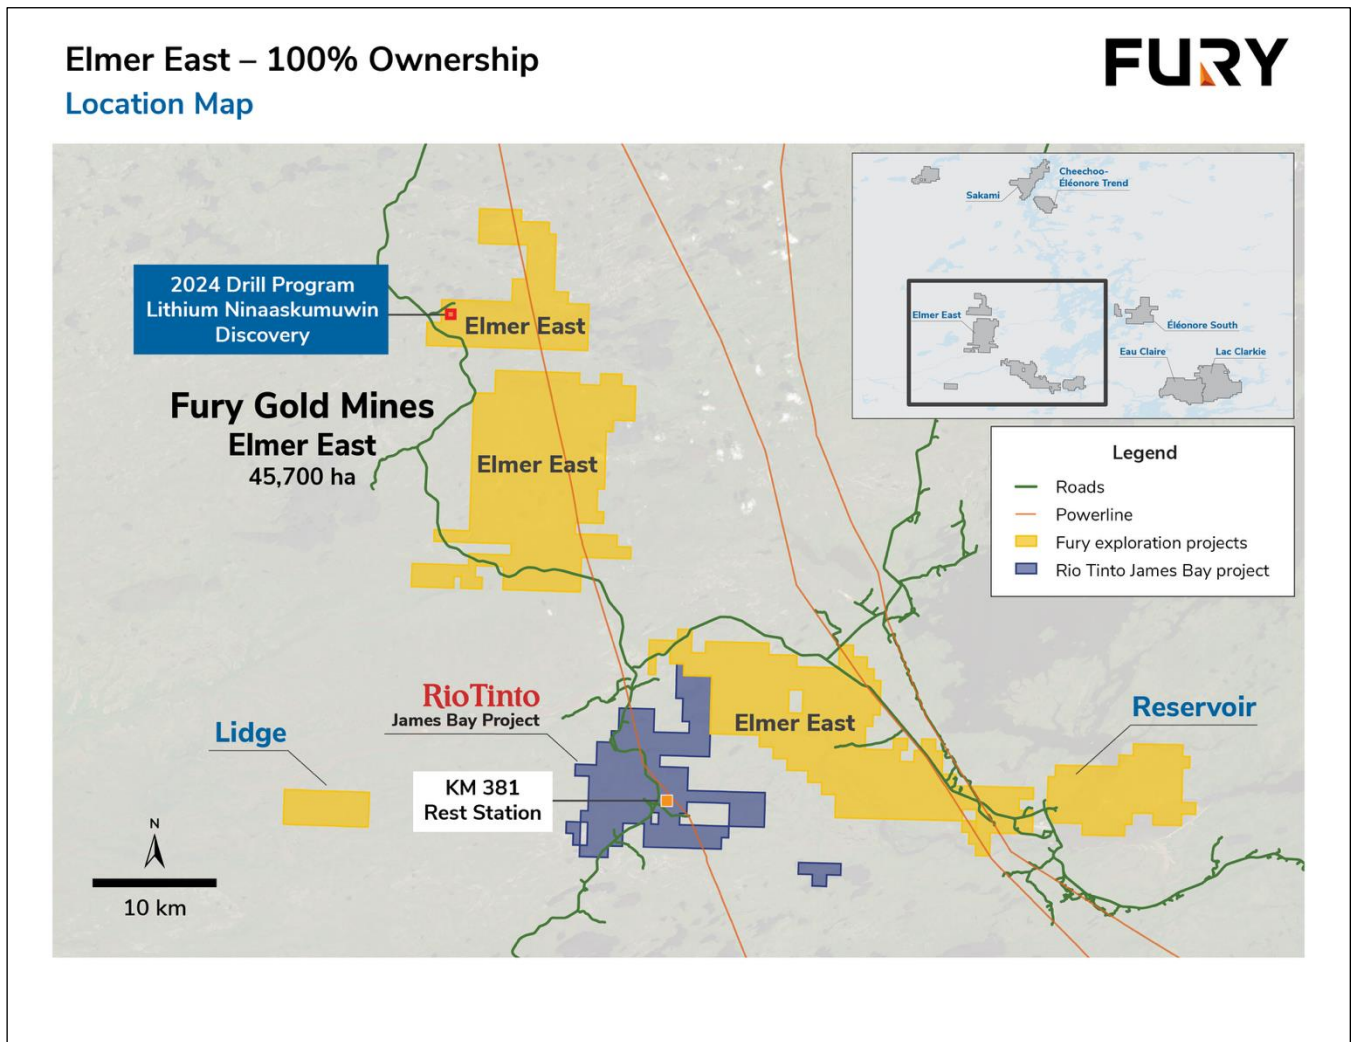 Elmer East – 100% Ownership
Location Map
FURY
Sakami
Cheechoo-
Éléonore Trend
Elmer East
Éléonore South
Eau Claire
Lac Clarkie
2024 Drill Program
Lithium Ninaaskumuwin
Discovery
Elmer East
Fury Gold Mines
Elmer East
45,700 ha
Elmer East
Legend
Roads
Powerline
Fury exploration projects
Rio Tinto James Bay project
RioTinto
James Bay Project
Elmer East
Reservoir
Lidge
KM 381
Rest Station
N
10 km